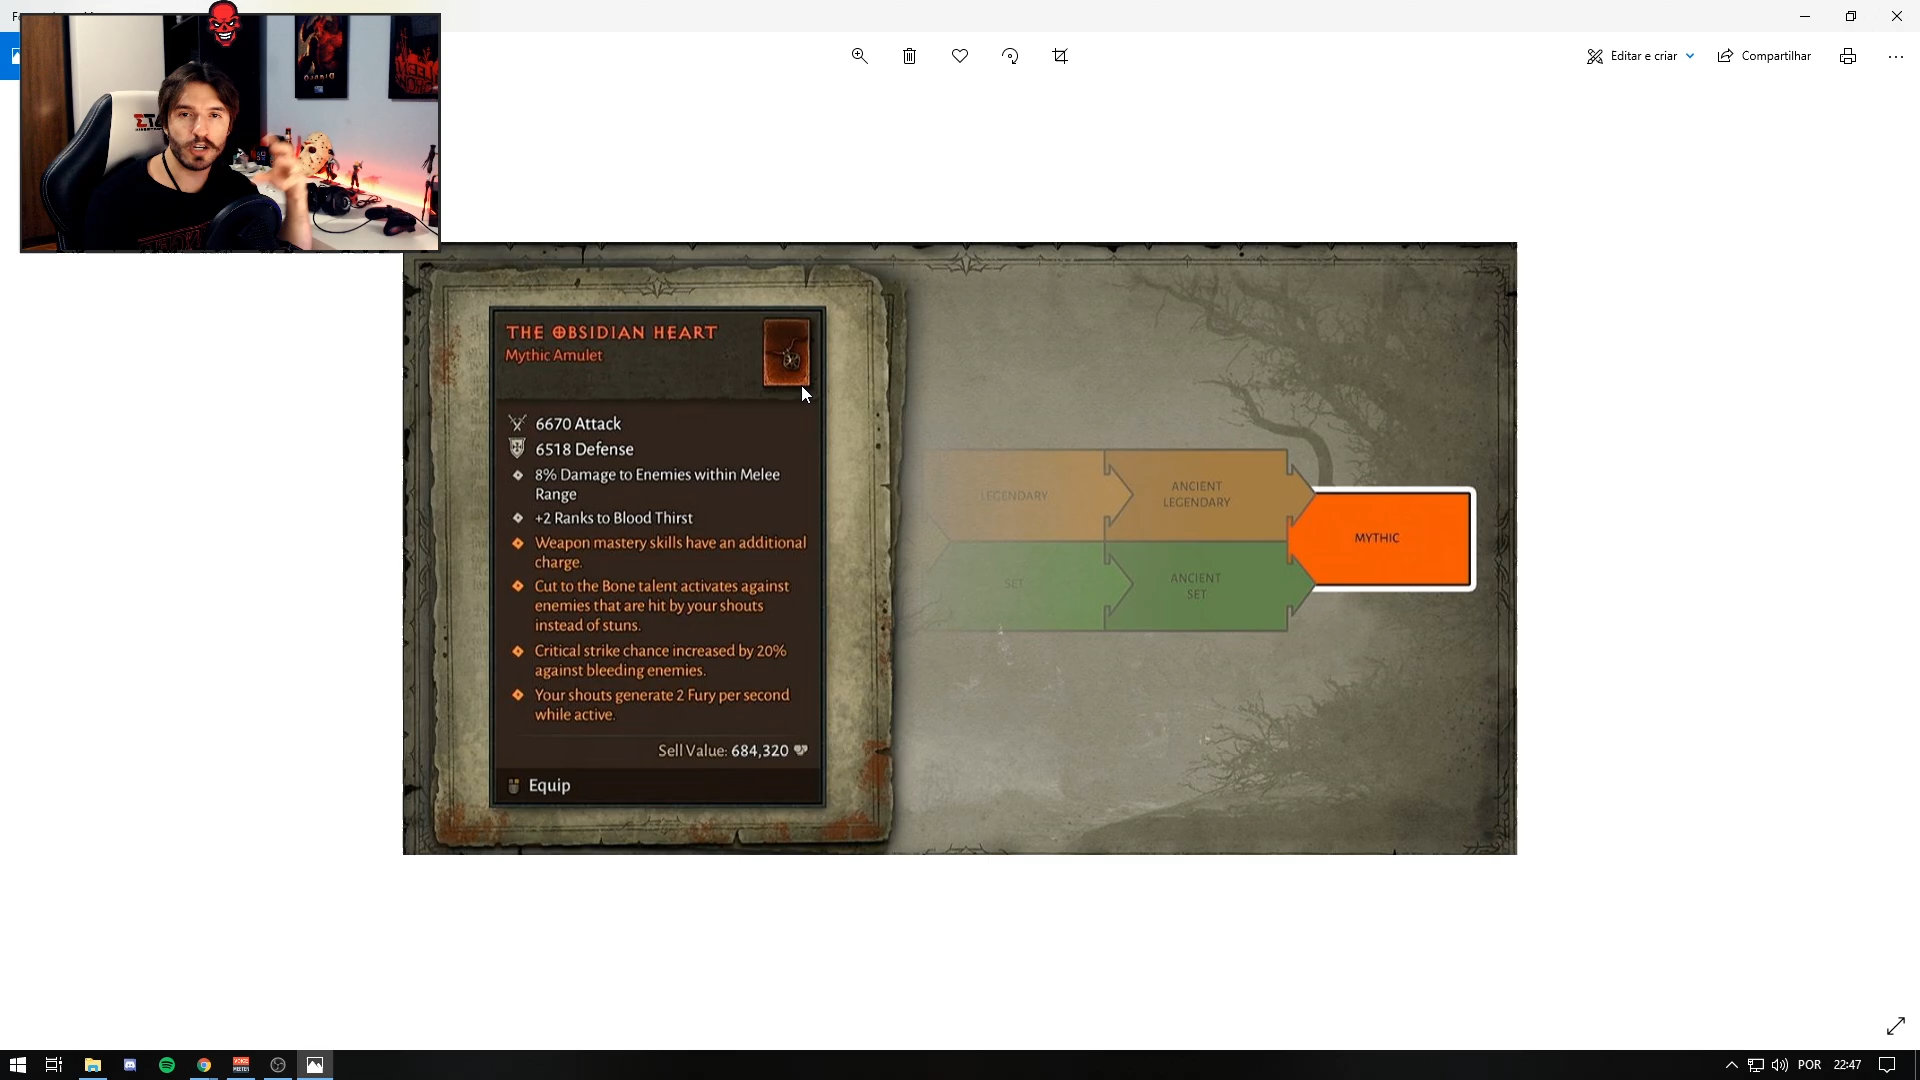 Editar e criar
Compartilhar
THE OBSIDIAN HEART
Mythic Amulet
6670 Attack
6518 Defense
8% Damage to Enemies within Melee
Range
+2 Ranks to Blood Thirst
Weapon mastery skills have an additional
charge.
Cut to the Bone talent activates against
enemies that are hit by your shouts
instead of stuns.
Critical strike chance increased by 20%
against bleeding enemies.
Your shouts generate 2 Fury per second
while active.
Sell Value: 684,320
Equip
LEGENDARY
ANCIENT
LEGENDARY
MYTHIC
SET
ANCIENT
SET
POR
22:47